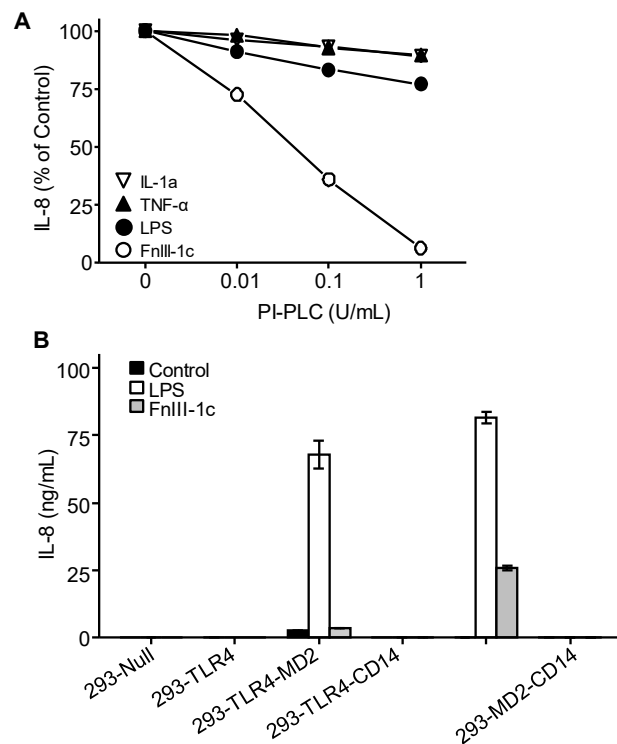 A
100
75
50
25
0
IL-8 (% of Control)
IL-1a
TNF-α
LPS
FnIII-1c
0 0.01 0.1 1
PI-PLC (U/mL)
B
100
75
50
25
0
IL-8 (ng/mL)
Control
LPS
FnIII-1c
293-Null
293-TLR4
293-TLR4-MD2
293-TLR4-CD14
293-MD2-CD14